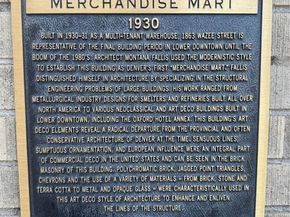 MERCHANDISE MART
1930
BUILT IN 1930-31 AS A MULTI-TENANT WAREHOUSE, 1863 WAZEE STREET IS
REPRESENTATIVE OF THE FINAL BUILDING PERIOD IN LOWER DOWNTOWN UNTIL THE
BOOM OF THE 1980'S. ARCHITECT MONTANA FALLIS USED THE MODERNISTIC STYLE
TO ESTABLISH THIS BUILDING AS DENVER'S FIRST "MERCHANDISE MART." FALLIS
DISTINGUISHED HIMSELF IN ARCHITECTURE BY SPECIALIZING IN THE STRUCTURAL
ENGINEERING PROBLEMS OF LARGE BUILDINGS. HIS WORK RANGED FROM
METALLURGICAL INDUSTRY DESIGNS FOR SMELTERS AND REFINERIES BUILT ALL OVER
NORTH AMERICA TO VARIOUS NEOCLASSICAL AND ART DECO BUILDINGS BUILT IN
LOWER DOWNTOWN, INCLUDING THE OXFORD HOTEL ANNEX. THIS BUILDING'S ART
DECO ELEMENTS REVEAL A RADICAL DEPARTURE FROM THE PROVINCIAL AND OFTEN
CONSERVATIVE ARCHITECTURE OF DENVER AT THE TIME. SENSUOUS LINES,
SUMPTUOUS ORNAMENTATION, AND EUROPEAN INFLUENCE WERE AN INTEGRAL PART
OF COMMERCIAL DECO IN THE UNITED STATES AND CAN BE SEEN IN THE BRICK
MASONRY OF THIS BUILDING. POLYCHROMATIC BRICK, JAGGED POINT TRIANGLES,
CHEVRONS AND THE USE OF A VARIETY OF MATERIALS - FROM BRICK, STONE AND
TERRA COTTA TO METAL AND OPAQUE GLASS - WERE CHARACTERISTICALLY USED IN
THIS ART DECO STYLE OF ARCHITECTURE TO ENHANCE AND ENLIVEN
THE LINES OF THE STRUCTURE.